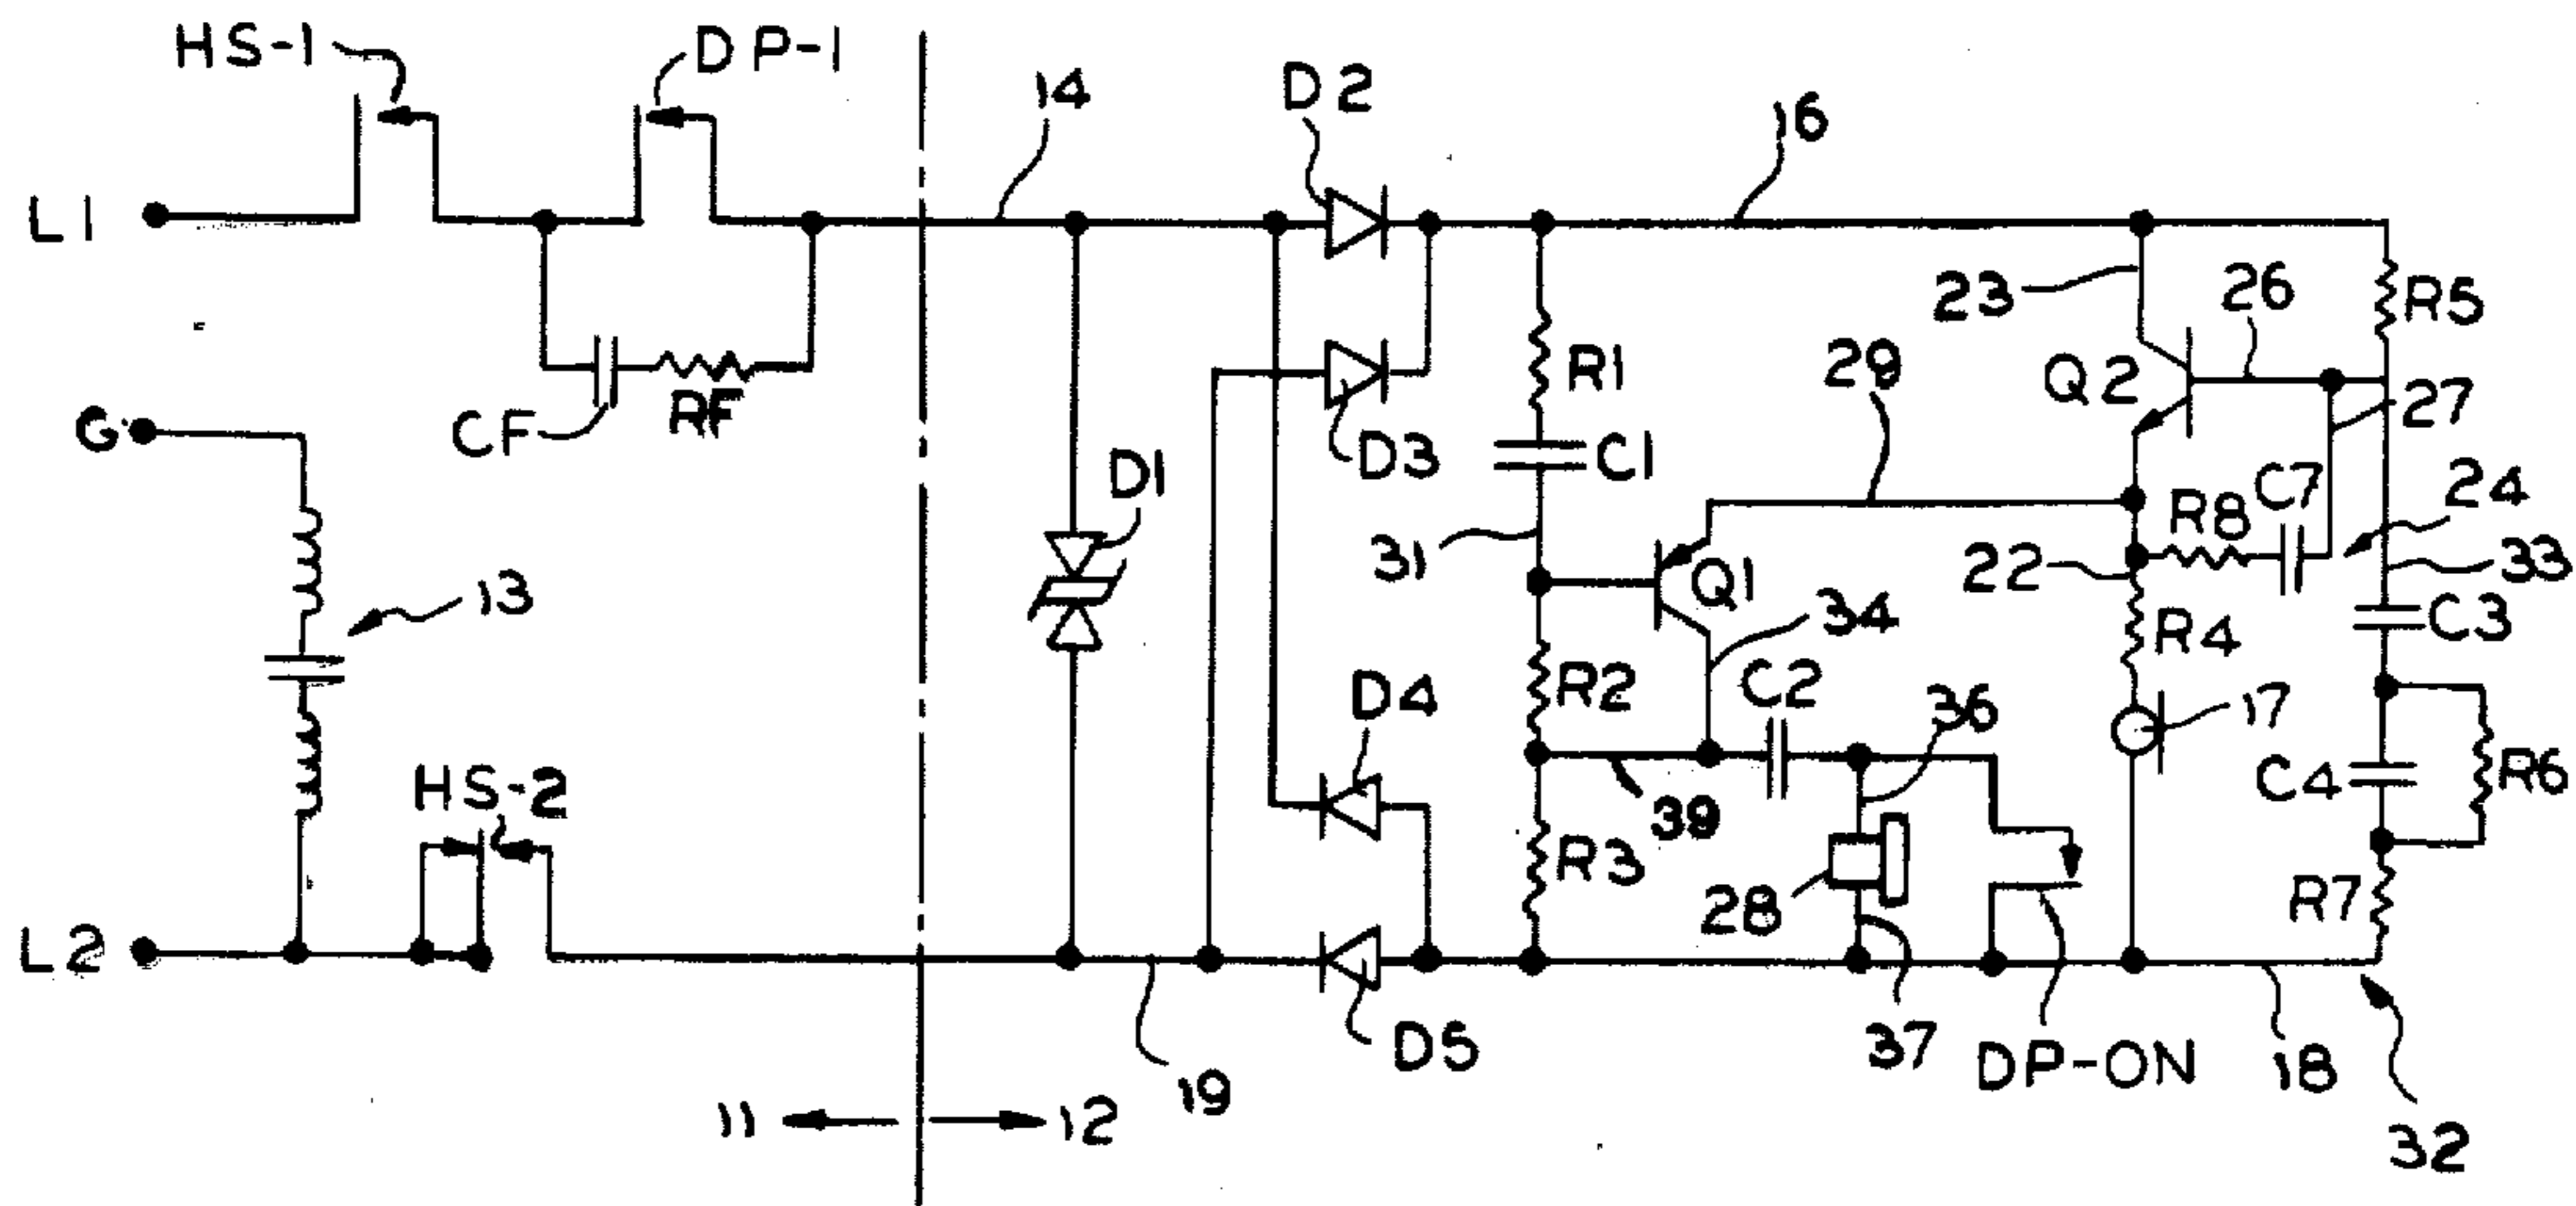 HS-1
DP-1
14
D2
16
L1
23
26
R5
CF
RF
R1
29
Q2
27
G
D1
D3
C1
R8
C7
24
13
31
Q1
22
33
34
R4
C3
D4
R2
C2
36
17
HS-2
39
C4
R6
R3
28
R7
L2
D5
37
DP-ON
18
19
11
12
32